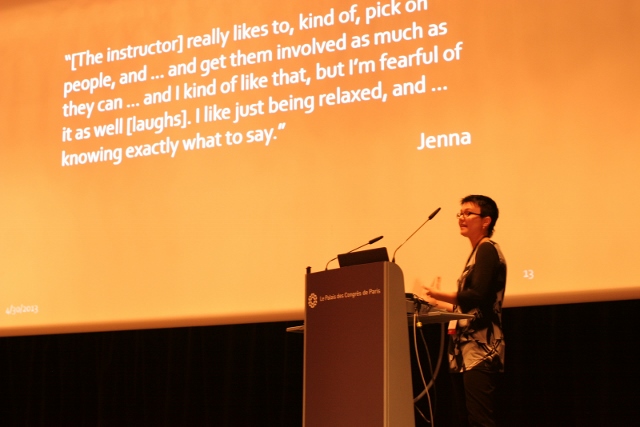 “[The instructor] really likes to, kind of, pick on
people, and ... and get them involved as much as
they can ... and I kind of like that, but I’m fearful of
it as well [laughs]. I like just being relaxed, and ...
knowing exactly what to say.”
Jenna
13
Le Palais des Congrès de Paris